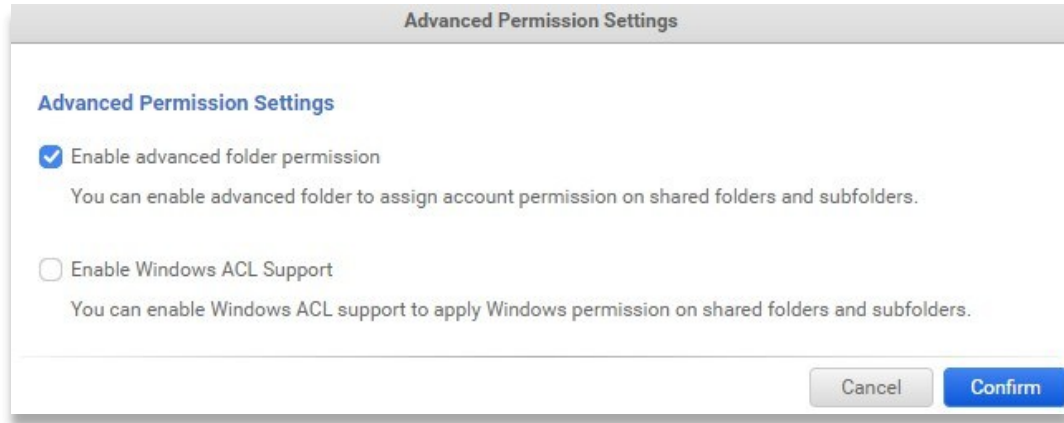 Advanced Permission Settings
Advanced Permission Settings
Enable advanced folder permission
You can enable advanced folder to assign account permission on shared folders and subfolders.
Enable Windows ACL Support
You can enable Windows ACL support to apply Windows permission on shared folders and subfolders.
Cancel Confirm